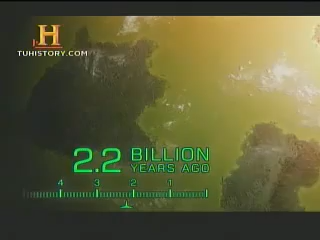 H
TUHISTORY.COM
2.2 BILLION
YEARS AGO
4 3 2 1